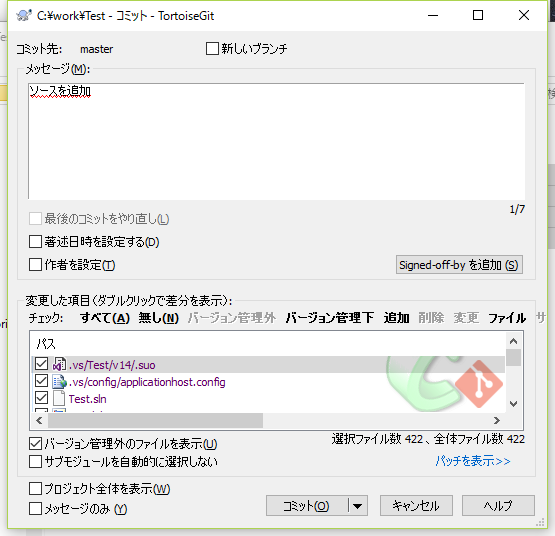 C:¥work¥Test - コミット - TortoiseGit
コミット先: master 新しいブランチ
メッセージ(M):
ソースを追加
1/7
最後のコミットをやり直し(L)
著述日時を設定する(D)
作者を設定(T)
Signed-off-by を追加 (S)
変更した項目(ダブルクリックで差分を表示):
チェック: すべて(A) 無し(N) バージョン管理外 バージョン管理下 追加 削除 変更 ファイル サ
パス
.vs/Test/v14/.suo
.vs/config/applicationhost.config
Test.sln
バージョン管理外のファイルを表示(U)
選択ファイル数 422 、全体ファイル数 422
サブモジュールを自動的に選択しない
パッチを表示>>
プロジェクト全体を表示(W)
メッセージのみ (Y)
コミット(O) キャンセル ヘルプ